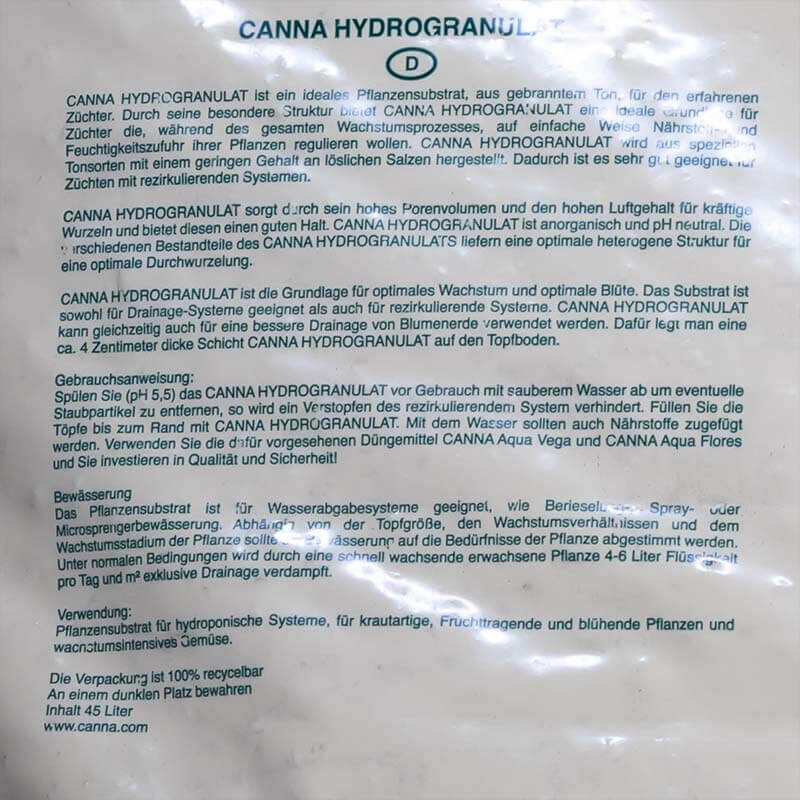 CANNA HYDROGRANULAT
D
CANNA HYDROGRANULAT ist ein ideales Pflanzensubstrat, aus gebranntem Ton, für den erfahrenen
Züchter. Durch seine besondere Struktur bietet CANNA HYDROGRANULAT eine ideale Grundlage für
Züchter die, während des gesamten Wachstumsprozesses, auf einfache Weise Nährstoff- und
Feuchtigkeitszufuhr ihrer Pflanzen regulieren wollen. CANNA HYDROGRANULAT wird aus speziellen
Tonsorten mit einem geringen Gehalt an löslichen Salzen hergestellt. Dadurch ist es sehr gut geeignet für
Züchten mit rezirkulierenden Systemen.
CANNA HYDROGRANULAT sorgt durch sein hohes Porenvolumen und den hohen Luftgehalt für kräftige
Wurzeln und bietet diesen einen guten Halt. CANNA HYDROGRANULAT ist anorganisch und pH neutral. Die
verschiedenen Bestandteile des CANNA HYDROGRANULATS liefern eine optimale heterogene Struktur für
eine optimale Durchwurzelung.
CANNA HYDROGRANULAT ist die Grundlage für optimales Wachstum und optimale Blüte. Das Substrat ist
sowohl für Drainage-Systeme geeignet als auch für rezirkulierende Systeme. CANNA HYDROGRANULAT
kann gleichzeitig auch für eine bessere Drainage von Blumenerde verwendet werden. Dafür legt man eine
ca. 4 Zentimeter dicke Schicht CANNA HYDROGRANULAT auf den Topfboden.
Gebrauchsanweisung:
Spülen Sie (pH 5,5) das CANNA HYDROGRANULAT vor Gebrauch mit sauberem Wasser ab um eventuelle
Staubpartikel zu entfernen, so wird ein Verstopfen des rezirkulierendem System verhindert. Füllen Sie die
Töpfe bis zum Rand mit CANNA HYDROGRANULAT. Mit dem Wasser sollten auch Nährstoffe zugefügt
werden. Verwenden Sie die dafür vorgesehenen Düngemittel CANNA Aqua Vega und CANNA Aqua Flores
und Sie investieren in Qualität und Sicherheit!
Bewässerung
Das Pflanzensubstrat ist für Wasserabgabesysteme geeignet, wie Spray- oder
Microsprengerbewässerung. Abhängig von der Topfgröße, den Wachstumsverhältnissen und dem
Wachstumsstadium der Pflanze sollte die Bewässerung auf die Bedürfnisse der Pflanze abgestimmt werden.
Unter normalen Bedingungen wird durch eine schnell wachsende erwachsene Pflanze 4-6 Liter Flüssigkeit
pro Tag und m² exklusive Drainage verdampft.
Verwendung:
Pflanzensubstrat für hydroponische Systeme, für krautartige, Fruchttragende und blühende Pflanzen und
wachstumsintensives Gemüse.
Die Verpackung ist 100% recycelbar
An einem dunklen Platz bewahren
Inhalt 45 Liter
www.canna.com